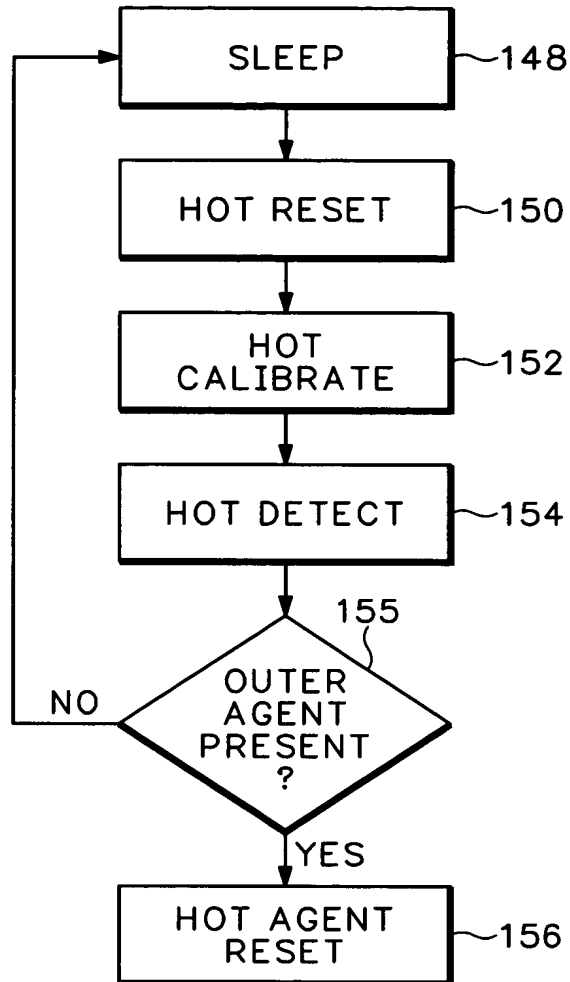 SLEEP
148
HOT RESET
150
HOT
CALIBRATE
152
HOT DETECT
154
155
OUTER
AGENT
PRESENT
?
NO
YES
HOT AGENT
RESET
156